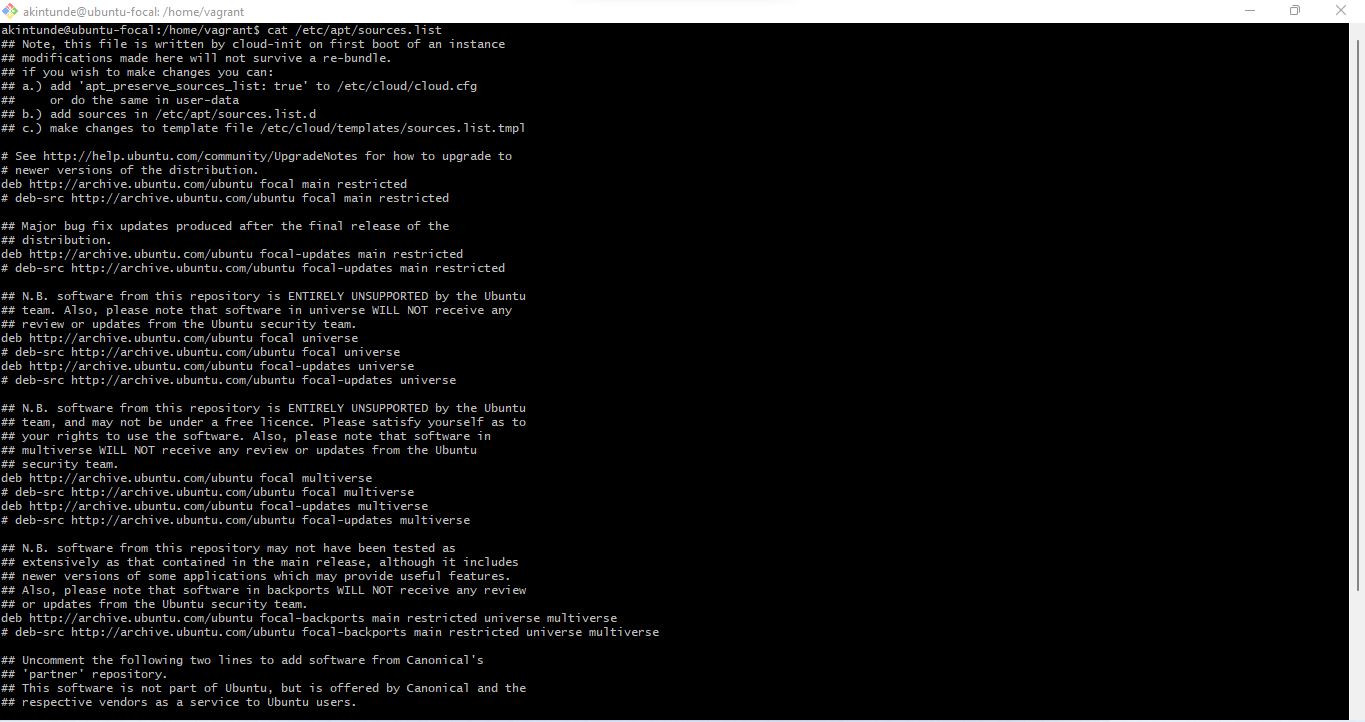 akintunde@ubuntu-focal: /home/vagrant
akintunde@ubuntu-focal:/home/vagrant$ cat /etc/apt/sources.list
## Note, this file is written by cloud-init on first boot of an instance
## modifications made here will not survive a re-bundle.
## if you wish to make changes you can:
## a.) add 'apt_preserve_sources_list: true' to /etc/cloud/cloud.cfg
##     or do the same in user-data
## b.) add sources in /etc/apt/sources.list.d
## c.) make changes to template file /etc/cloud/templates/sources.list.tmpl
# See http://help.ubuntu.com/community/UpgradeNotes for how to upgrade to
# newer versions of the distribution.
deb http://archive.ubuntu.com/ubuntu focal main restricted
# deb-src http://archive.ubuntu.com/ubuntu focal main restricted
## Major bug fix updates produced after the final release of the
## distribution.
deb http://archive.ubuntu.com/ubuntu focal-updates main restricted
# deb-src http://archive.ubuntu.com/ubuntu focal-updates main restricted
## N.B. software from this repository is ENTIRELY UNSUPPORTED by the Ubuntu
## team. Also, please note that software in universe WILL NOT receive any
## review or updates from the Ubuntu security team.
deb http://archive.ubuntu.com/ubuntu focal universe
# deb-src http://archive.ubuntu.com/ubuntu focal universe
deb http://archive.ubuntu.com/ubuntu focal-updates universe
# deb-src http://archive.ubuntu.com/ubuntu focal-updates universe
## N.B. software from this repository is ENTIRELY UNSUPPORTED by the Ubuntu
## team, and may not be under a free licence. Please satisfy yourself as to
## your rights to use the software. Also, please note that software in
## multiverse WILL NOT receive any review or updates from the Ubuntu
## security team.
deb http://archive.ubuntu.com/ubuntu focal multiverse
# deb-src http://archive.ubuntu.com/ubuntu focal multiverse
deb http://archive.ubuntu.com/ubuntu focal-updates multiverse
# deb-src http://archive.ubuntu.com/ubuntu focal-updates multiverse
## N.B. software from this repository may not have been tested as
## extensively as that contained in the main release, although it includes
## newer versions of some applications which may provide useful features.
## Also, please note that software in backports WILL NOT receive any review
## or updates from the Ubuntu security team.
deb http://archive.ubuntu.com/ubuntu focal-backports main restricted universe multiverse
# deb-src http://archive.ubuntu.com/ubuntu focal-backports main restricted universe multiverse
## Uncomment the following two lines to add software from Canonical's
## 'partner' repository.
## This software is not part of Ubuntu, but is offered by Canonical and the
## respective vendors as a service to Ubuntu users.